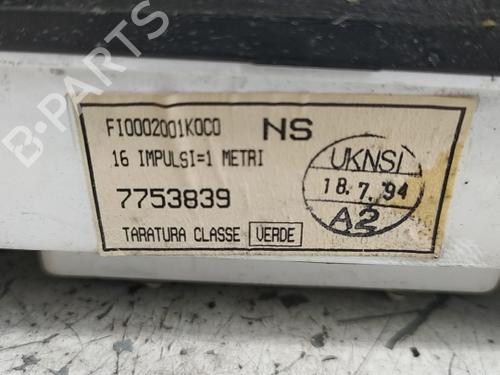 FI0002001K0C0 NS
16 IMPULSI=1 METRI
7753839
TARATURA CLASSE VERDE
UKNSI
18.7.94
A2
B-PARTS